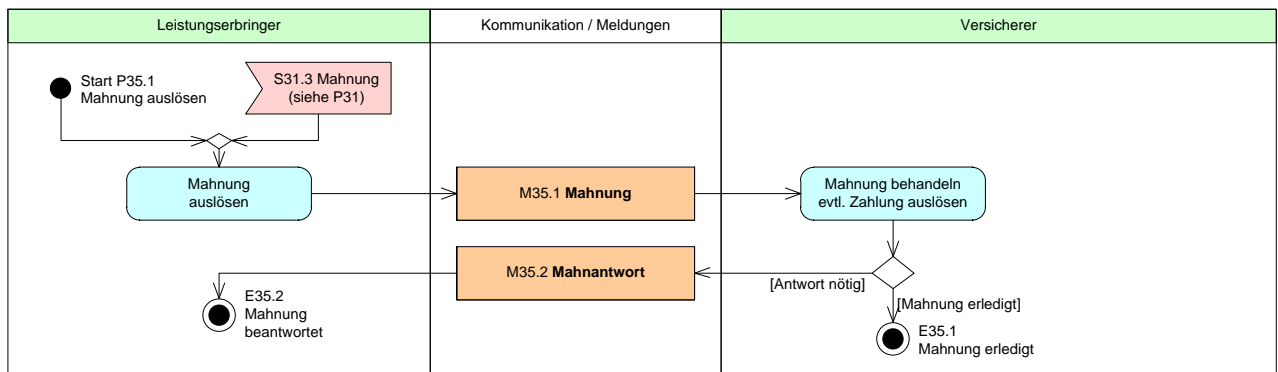 Leistungserbringer
Kommunikation / Meldungen
Versicherer
Start P35.1
Mahnung auslösen
S31.3 Mahnung
(siehe P31)
Mahnung
auslösen
M35.1 Mahnung
Mahnung behandeln
evtl. Zahlung auslösen
M35.2 Mahnantwort
[Antwort nötig]
[Mahnung erledigt]
E35.2
Mahnung
beantwortet
E35.1
Mahnung erledigt